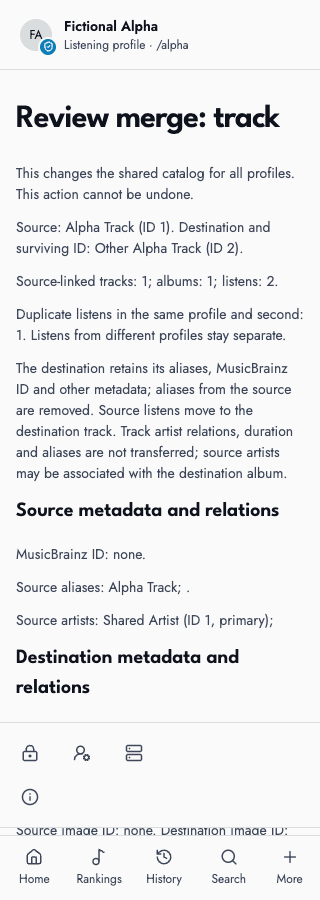 FA
Fictional Alpha
Listening profile · /alpha
Review merge: track
This changes the shared catalog for all profiles.
This action cannot be undone.
Source: Alpha Track (ID 1). Destination and
surviving ID: Other Alpha Track (ID 2).
Source-linked tracks: 1; albums: 1; listens: 2.
Duplicate listens in the same profile and second:
1. Listens from different profiles stay separate.
The destination retains its aliases, MusicBrainz
ID and other metadata; aliases from the source
are removed. Source listens move to the
destination track. Track artist relations, duration
and aliases are not transferred; source artists
may be associated with the destination album.
Source metadata and relations
MusicBrainz ID: none.
Source aliases: Alpha Track; .
Source artists: Shared Artist (ID 1, primary);
Destination metadata and
relations
Source image ID: none. Destination image ID:
Home Rankings History Search More